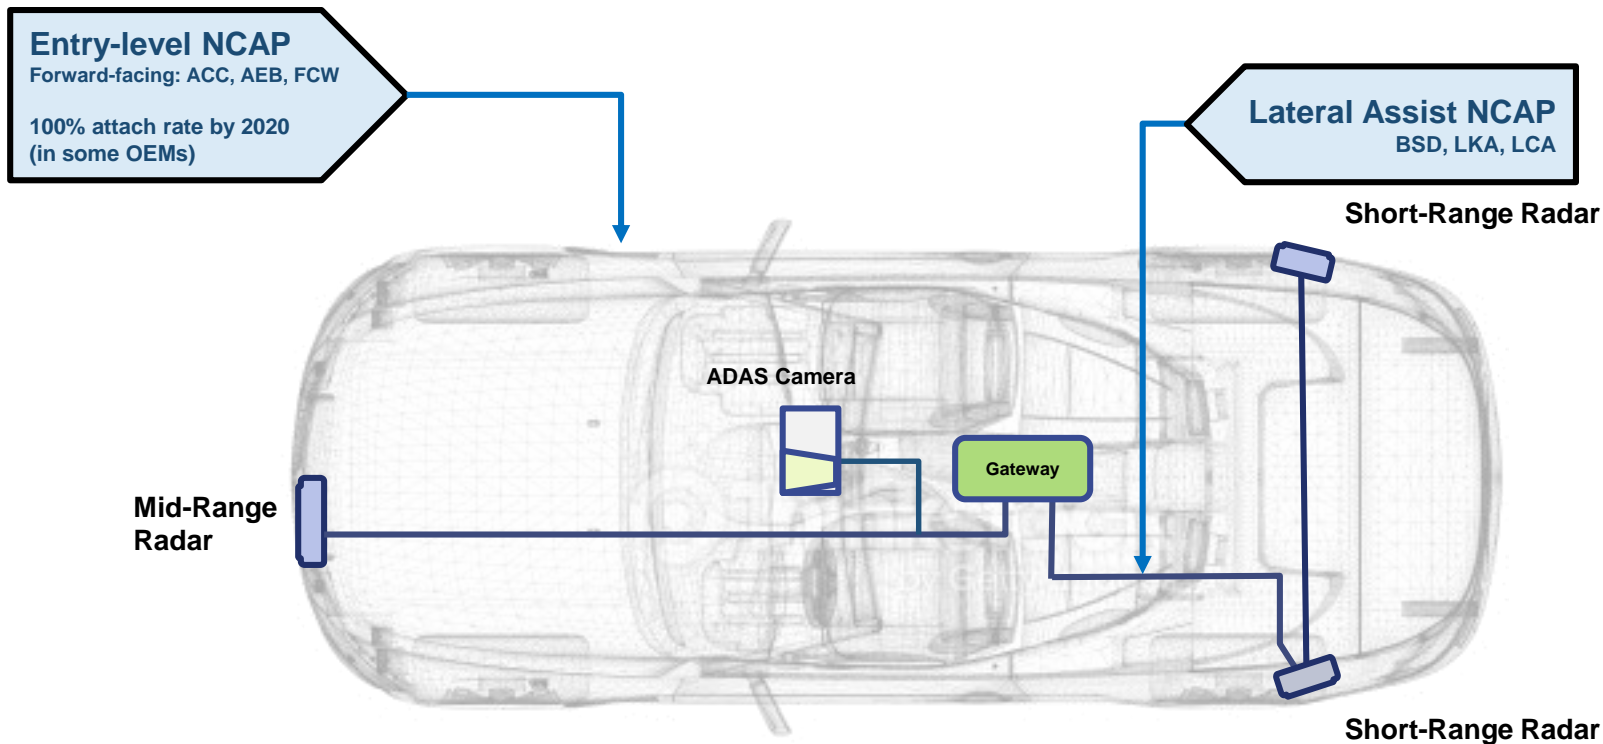 Entry-level NCAP
Forward-facing: ACC, AEB, FCW
100% attach rate by 2020
(in some OEMs)
Lateral Assist NCAP
BSD, LKA, LCA
Short-Range Radar
ADAS Camera
Gateway
Mid-Range
Radar
by
Short-Range Radar